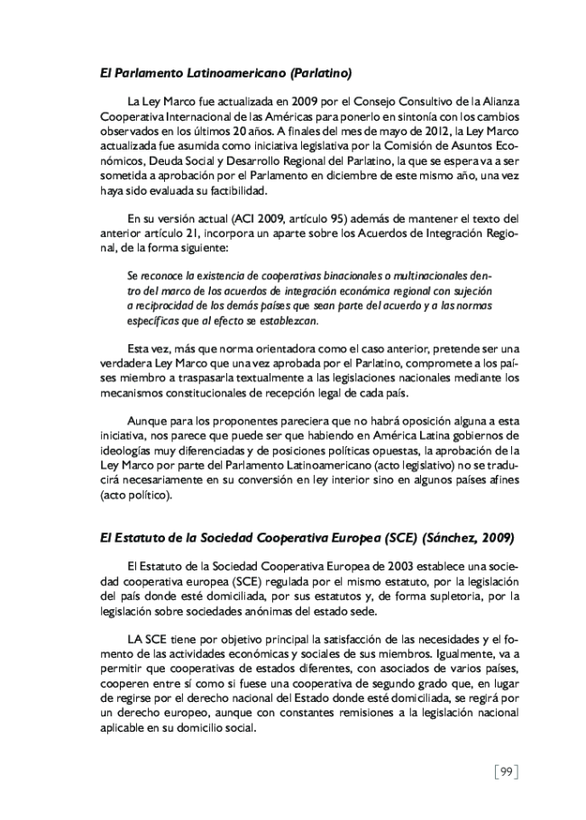 El Parlamento Latinoamericano (Parlatino)
La Ley Marco fue actualizada en 2009 por el Consejo Consultivo de la Alianza
Cooperativa Internacional de las Américas para ponerlo en sintonía con los cambios
observados en los últimos 20 años. A finales del mes de mayo de 2012, la Ley Marco
actualizada fue asumida como iniciativa legislativa por la Comisión de Asuntos Eco-
nómicos, Deuda Social y Desarrollo Regional del Parlatino, la que se espera va a ser
sometida a aprobación por el Parlamento en diciembre de este mismo año, una vez
haya sido evaluada su factibilidad.
En su versión actual (ACI 2009, artículo 95) además de mantener el texto del
anterior artículo 21, incorpora un aparte sobre los Acuerdos de Integración Regio-
nal, de la forma siguiente:
Se reconoce la existencia de cooperativas binacionales o multinacionales den-
tro del marco de los acuerdos de integración económica regional con sujeción
a reciprocidad de los demás países que sean parte del acuerdo y a las normas
específicas que al efecto se establezcan.
Esta vez, más que norma orientadora como el caso anterior, pretende ser una
verdadera Ley Marco que una vez aprobada por el Parlatino, compromete a los paí-
ses miembro a traspasarla textualmente a las legislaciones nacionales mediante los
mecanismos constitucionales de recepción legal de cada país.
Aunque para los proponentes pareciera que no habrá oposición alguna a esta
iniciativa, nos parece que puede ser que habiendo en América Latina gobiernos de
ideologías muy diferenciadas y de posiciones políticas opuestas, la aprobación de la
Ley Marco por parte del Parlamento Latinoamericano (acto legislativo) no se tradu-
cirá necesariamente en su conversión en ley interior sino en algunos países afines
(acto político).
El Estatuto de la Sociedad Cooperativa Europea (SCE) (Sánchez, 2009)
El Estatuto de la Sociedad Cooperativa Europea de 2003 establece una socie-
dad cooperativa europea (SCE) regulada por el mismo estatuto, por la legislación
del país donde esté domiciliada, por sus estatutos y, de forma supletoria, por la
legislación sobre sociedades anónimas del estado sede.
LA SCE tiene por objetivo principal la satisfacción de las necesidades y el fo-
mento de las actividades económicas y sociales de sus miembros. Igualmente, va a
permitir que cooperativas de estados diferentes, con asociados de varios países,
cooperen entre sí como si fuese una cooperativa de segundo grado que, en lugar
de regirse por el derecho nacional del Estado donde esté domiciliada, se regirá por
un derecho europeo, aunque con constantes remisiones a la legislación nacional
aplicable en su domicilio social.
[99]